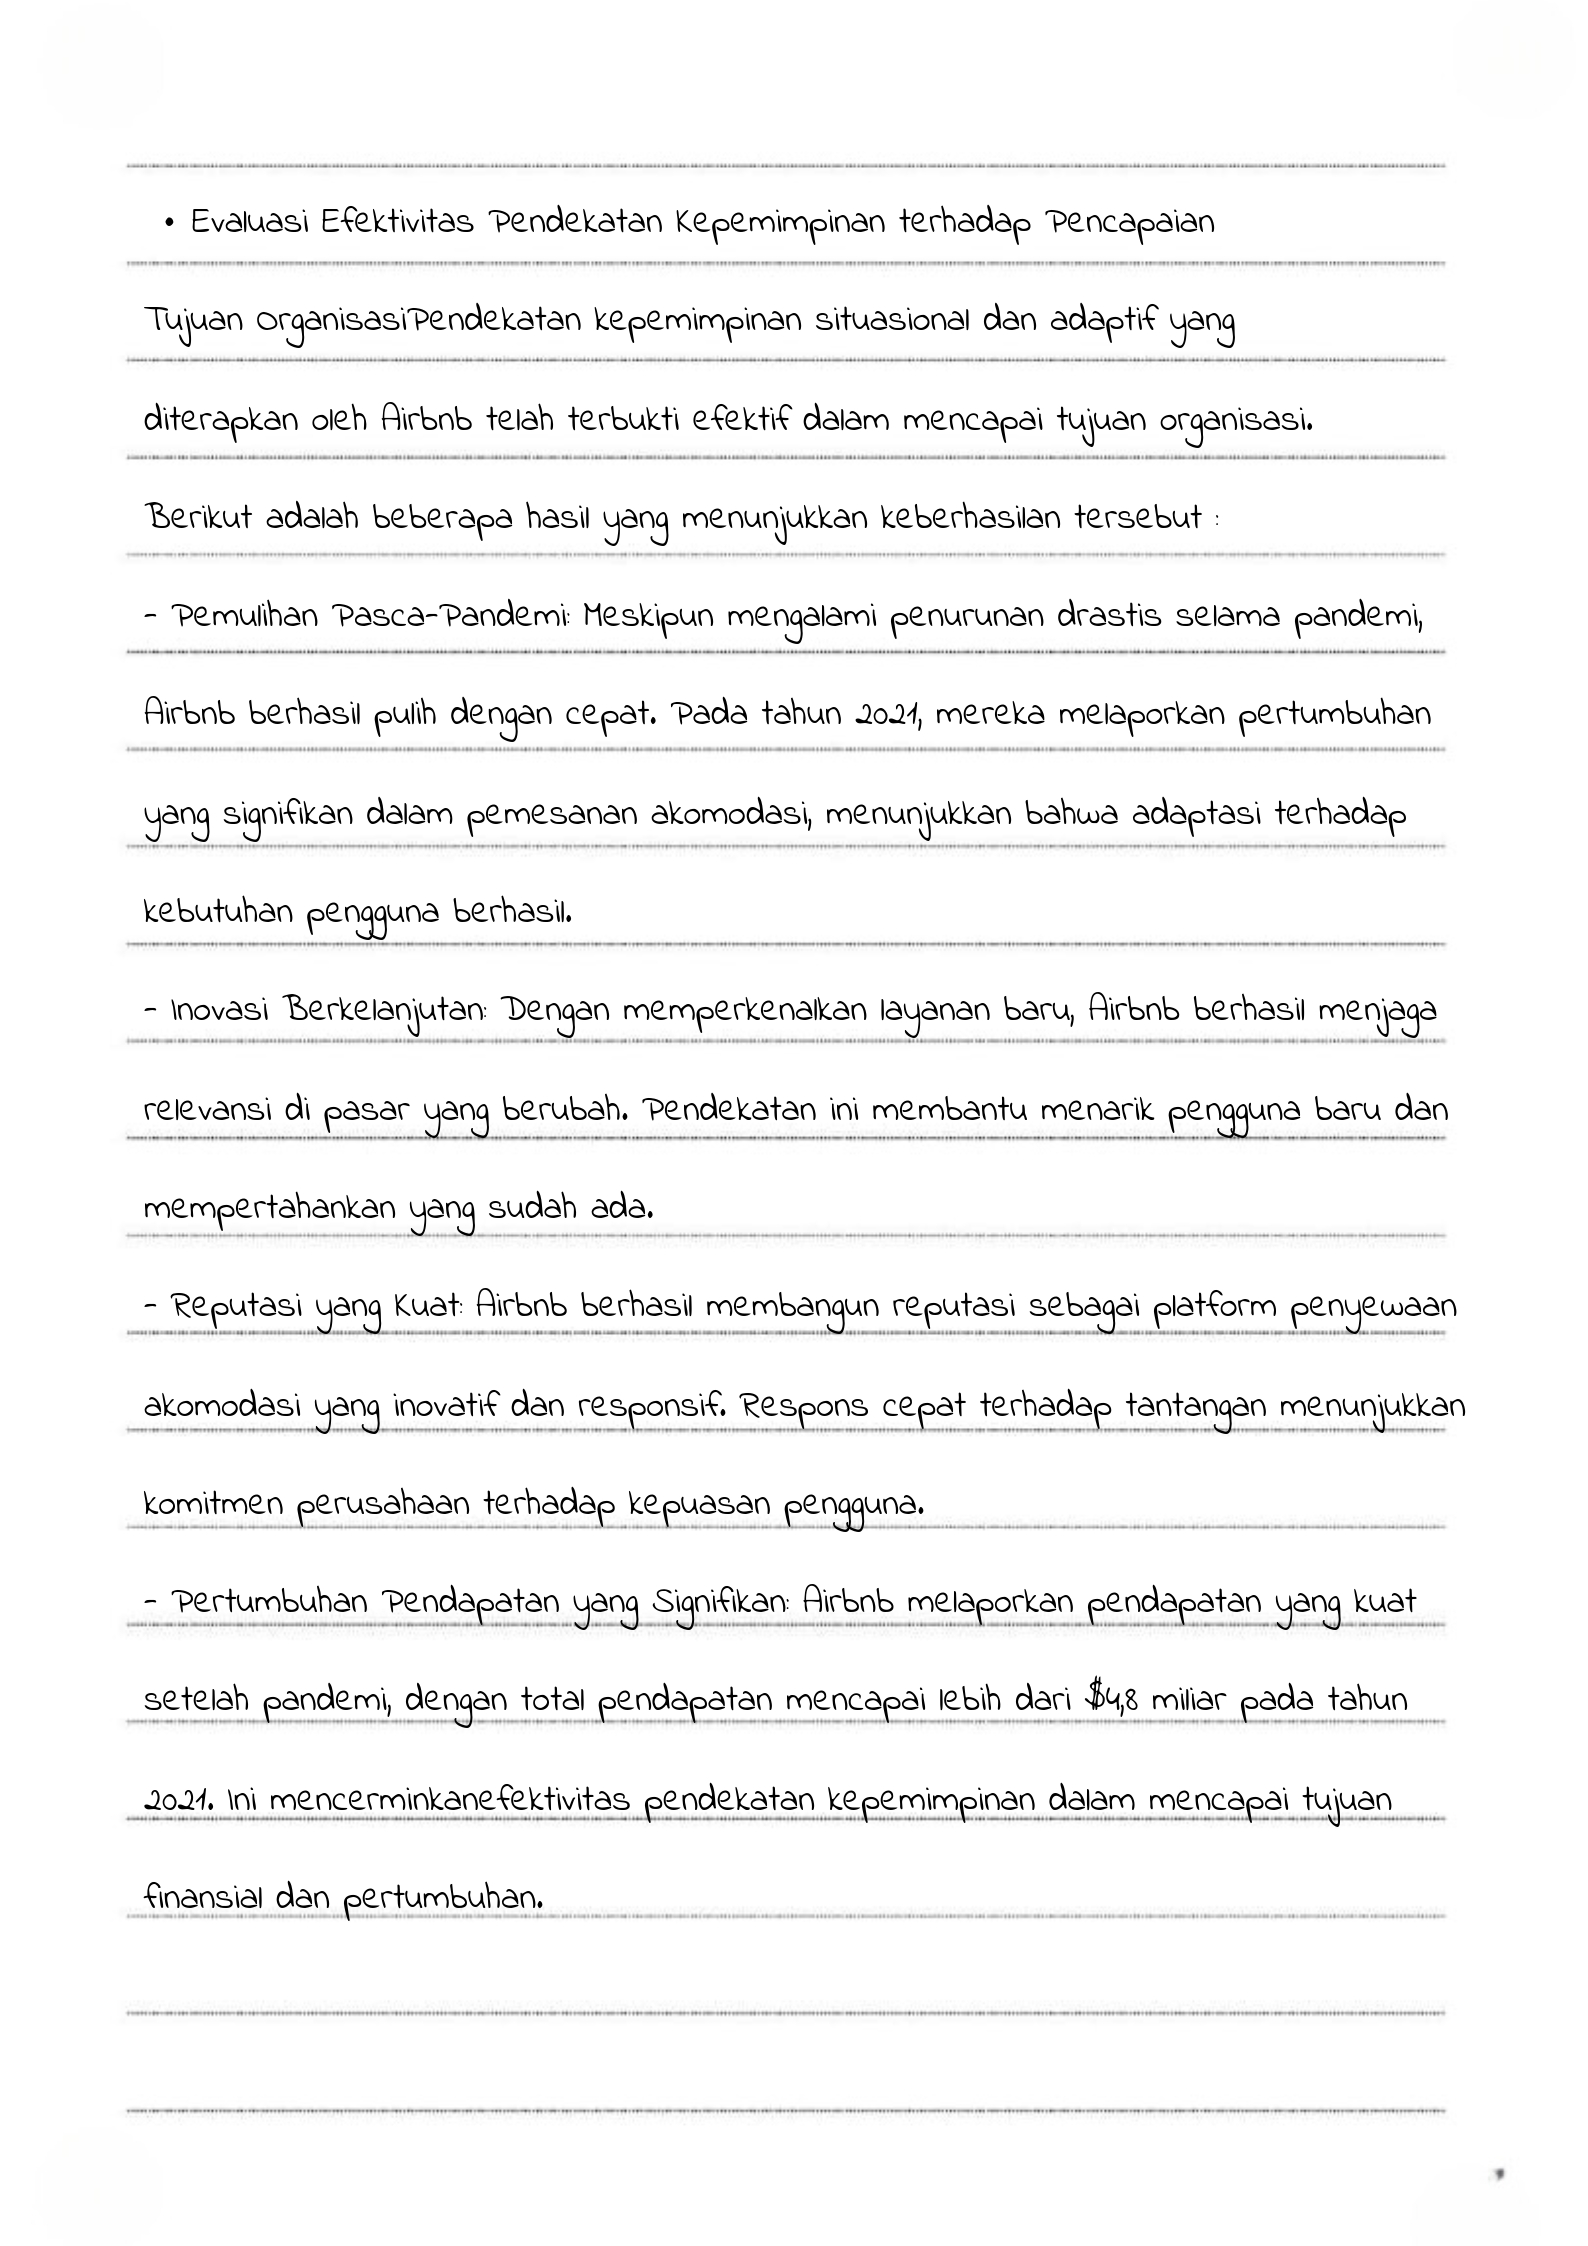 • Evaluasi Efektivitas Pendekatan Kepemimpinan terhadap Pencapaian
Tujuan OrganisasiPendekatan kepemimpinan situasional dan adaptif yang
diterapkan oleh Airbnb telah terbukti efektif dalam mencapai tujuan organisasi.
Berikut adalah beberapa hasil yang menunjukkan keberhasilan tersebut :
- Pemulihan Pasca-Pandemi: Meskipun mengalami penurunan drastis selama pandemi,
Airbnb berhasil pulih dengan cepat. Pada tahun 2021, mereka melaporkan pertumbuhan
yang signifikan dalam pemesanan akomodasi, menunjukkan bahwa adaptasi terhadap
kebutuhan pengguna berhasil.
- Inovasi Berkelanjutan: Dengan memperkenalkan layanan baru, Airbnb berhasil menjaga
relevansi di pasar yang berubah. Pendekatan ini membantu menarik pengguna baru dan
mempertahankan yang sudah ada.
- Reputasi yang Kuat: Airbnb berhasil membangun reputasi sebagai platform penyewaan
akomodasi yang inovatif dan responsif. Respons cepat terhadap tantangan menunjukkan
komitmen perusahaan terhadap kepuasan pengguna.
- Pertumbuhan Pendapatan yang Signifikan: Airbnb melaporkan pendapatan yang kuat
setelah pandemi, dengan total pendapatan mencapai lebih dari $4,8 miliar pada tahun
2021. Ini mencerminkanefektivitas pendekatan kepemimpinan dalam mencapai tujuan
finansial dan pertumbuhan.